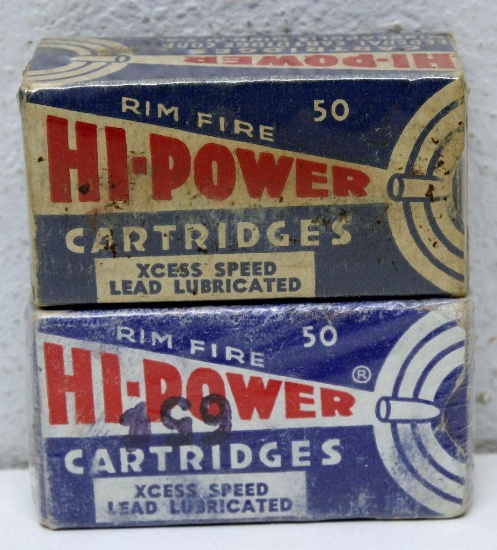 HI-POWER
CARTRIDGES
RIM FIRE 50
HI-POWER
CARTRIDGES
XCESS SPEED
LEAD LUBRICATED
RIM FIRE 50
HI-POWER ®
CARTRIDGES
XCESS SPEED
LEAD LUBRICATED